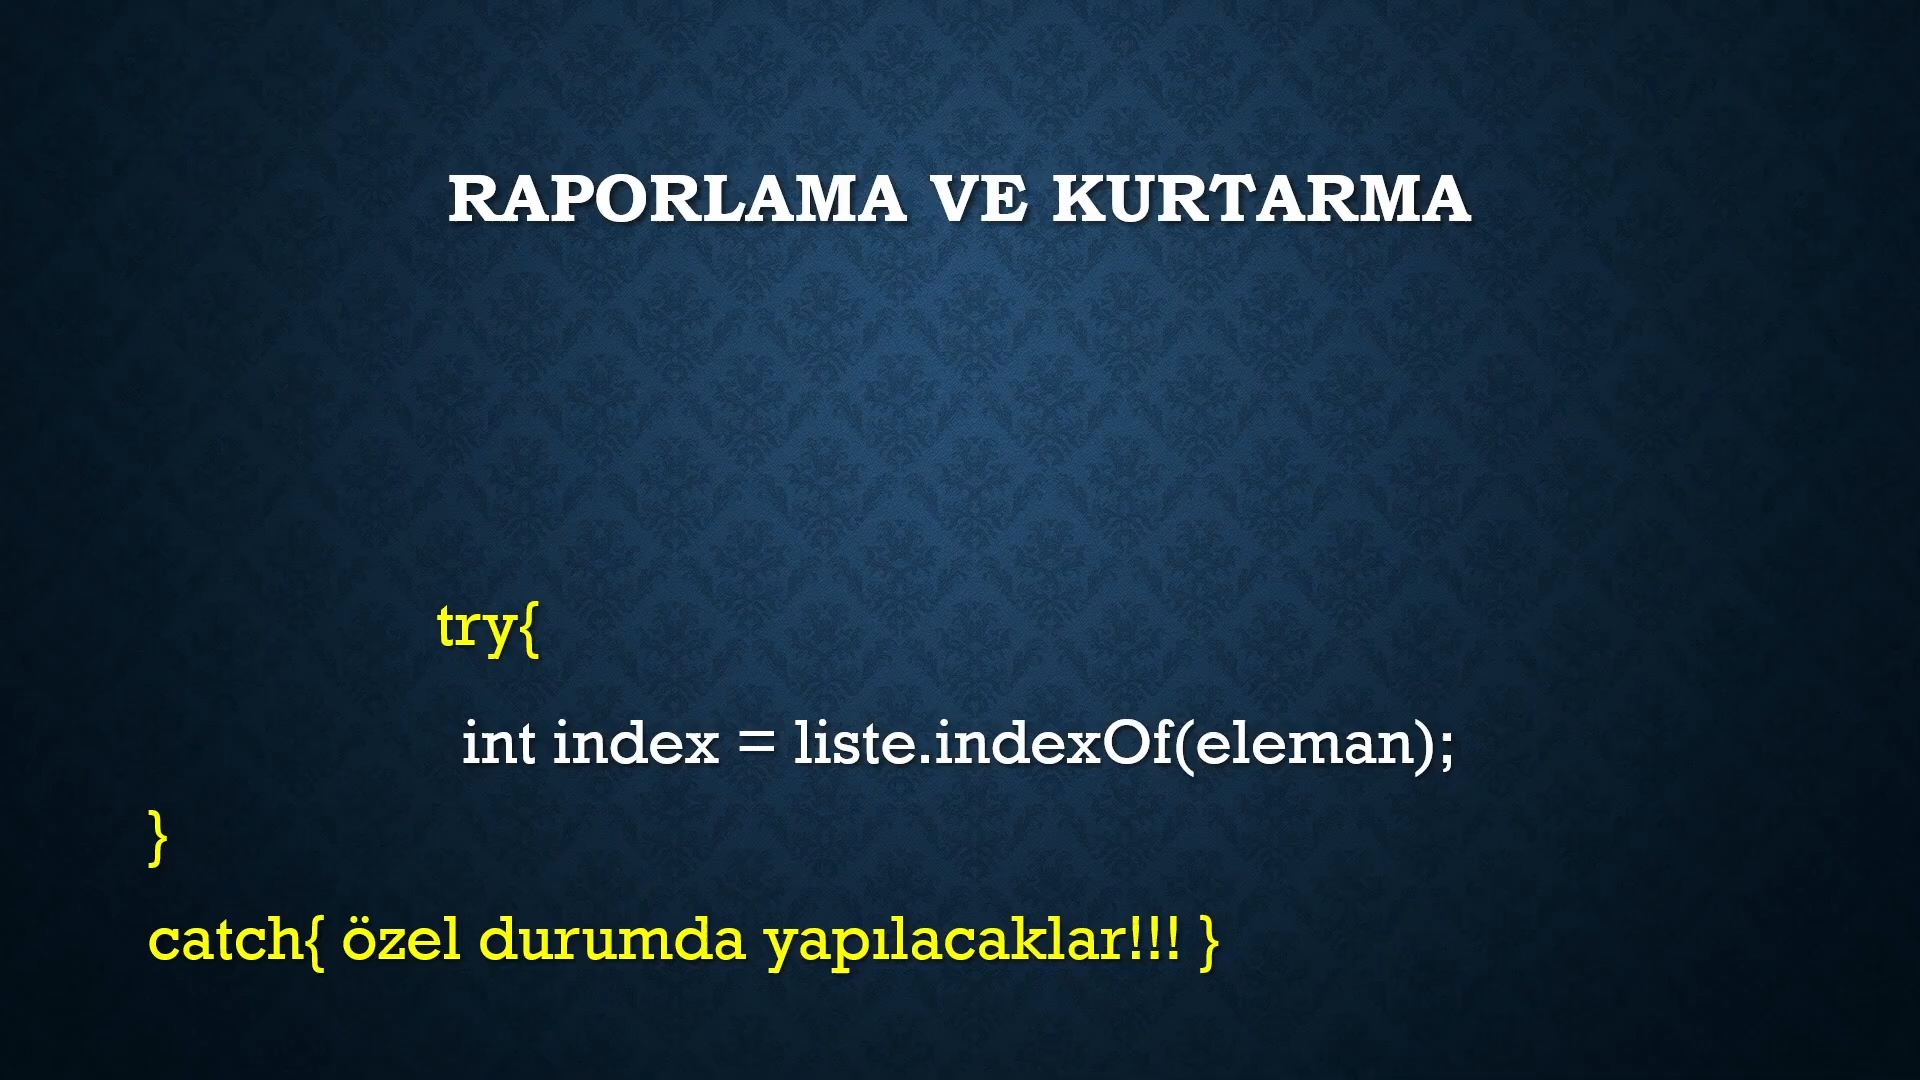 RAPORLAMA VE KURTARMA
try{
int index = liste.indexOf(eleman);
}
catch{ özel durumda yapılacaklar!!! }